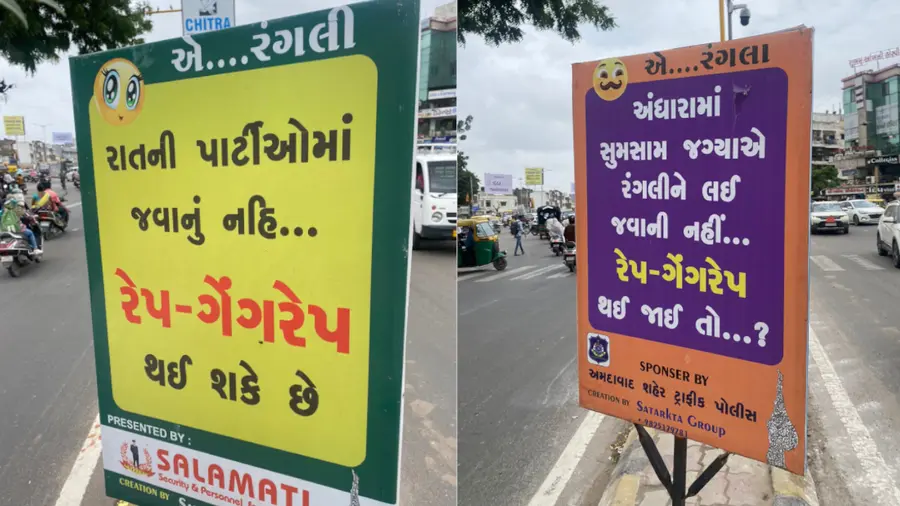 CHITRA
એ....રંગલી
રાતની પાર્ટીઓમાં
જવાનું નહિ...
રેપ-ગેંગરેપ
થઈ શકે છે
PRESENTED BY :
SALAMATI
Security & Personnel
CREATION BY
એ....રંગલા
અંધારામાં
સુમસામ જગ્યાએ
રંગલીને લઈ
જવાની નહીં...
રેપ-ગેંગરેપ
થઈ જાઈ તો...?
SPONSER BY
અમદાવાદ શહેર ટ્રાફીક પોલીસ
CREATION BY SATARKTA GROUP